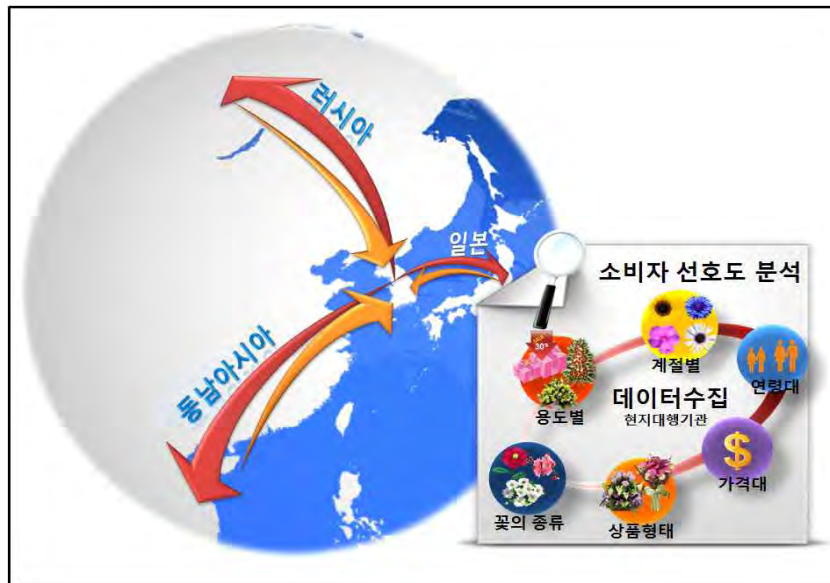 러시아
일본
동남아시아
소비자 선호도 분석
30%
계절별
연령대
용도별
데이터수집
현지대행기관
$
가격대
꽃의 종류
상품형태